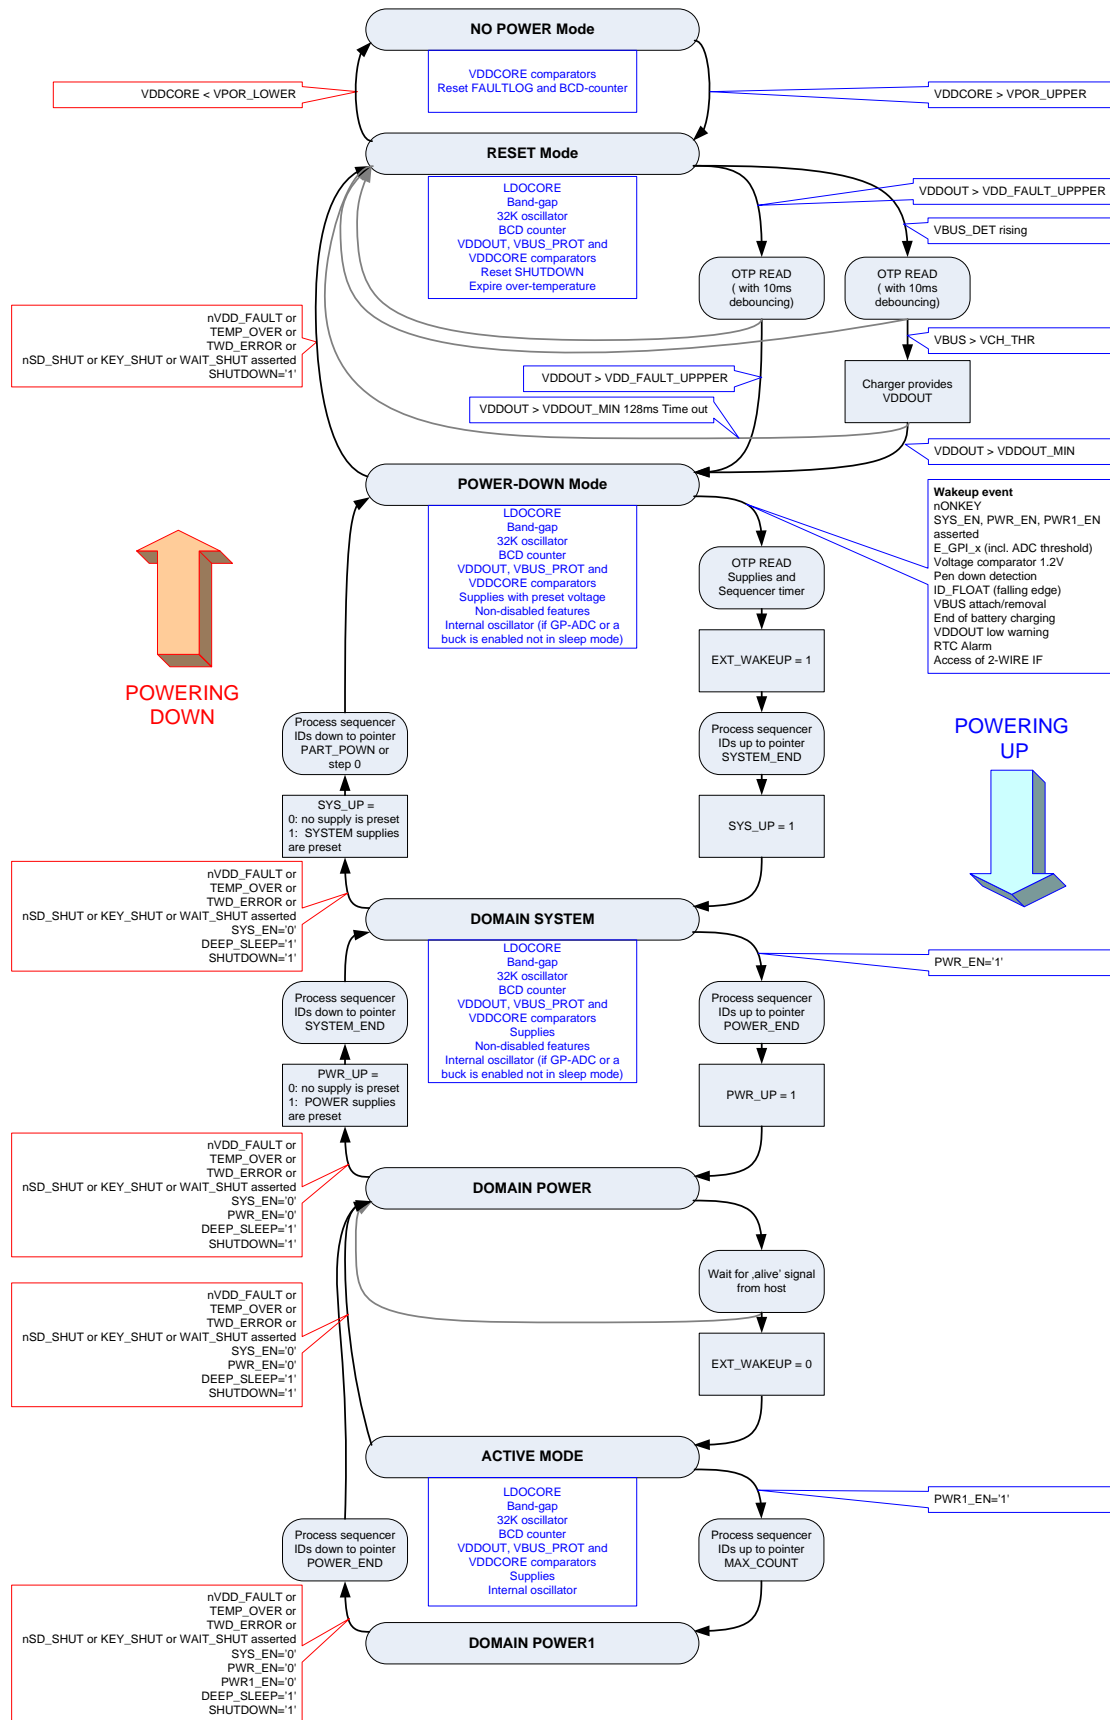 NO POWER Mode
VDDCORE comparators
Reset FAULTLOG and BCD-counter
VDDCORE < VPOR_LOWER
VDDCORE > VPOR_UPPER
RESET Mode
LDOCORE
Band-gap
32K oscillator
BCD counter
VDDOUT, VBUS_PROT and
VDDCORE comparators
Reset SHUTDOWN
Expire over-temperature
VDDOUT > VDD_FAULT_UPPPER
VBUS_DET rising
OTP READ
( with 10ms
debouncing)
OTP READ
( with 10ms
debouncing)
nVDD_FAULT or
TEMP_OVER or
TWD_ERROR or
nSD_SHUT or KEY_SHUT or WAIT_SHUT asserted
SHUTDOWN='1'
VBUS > VCH_THR
VDDOUT > VDD_FAULT_UPPPER
Charger provides
VDDOUT
VDDOUT > VDDOUT_MIN 128ms Time out
VDDOUT > VDDOUT_MIN
POWER-DOWN Mode
LDOCORE
Band-gap
32K oscillator
BCD counter
VDDOUT, VBUS_PROT and
VDDCORE comparators
Supplies with preset voltage
Non-disabled features
Internal oscillator (if GP-ADC or a
buck is enabled not in sleep mode)
Wakeup event
nONKEY
SYS_EN, PWR_EN, PWR1_EN
asserted
E_GPI_x (incl. ADC threshold)
Voltage comparator 1.2V
Pen down detection
ID_FLOAT (falling edge)
VBUS attach/removal
End of battery charging
VDDOUT low warning
RTC Alarm
Access of 2-WIRE IF
OTP READ
Supplies and
Sequencer timer
EXT_WAKEUP = 1
POWERING
DOWN
Process sequencer
IDs down to pointer
PART_POWN or
step 0
Process sequencer
IDs up to pointer
SYSTEM_END
POWERING
UP
SYS_UP =
0: no supply is preset
1: SYSTEM supplies
are preset
SYS_UP = 1
nVDD_FAULT or
TEMP_OVER or
TWD_ERROR or
nSD_SHUT or KEY_SHUT or WAIT_SHUT asserted
SYS_EN='0'
DEEP_SLEEP='1'
SHUTDOWN='1'
DOMAIN SYSTEM
LDOCORE
Band-gap
32K oscillator
BCD counter
VDDOUT, VBUS_PROT and
VDDCORE comparators
Supplies
Non-disabled features
Internal oscillator (if GP-ADC or a
buck is enabled not in sleep mode)
PWR_EN='1'
Process sequencer
IDs down to pointer
SYSTEM_END
Process sequencer
IDs up to pointer
POWER_END
PWR_UP =
0: no supply is preset
1: POWER supplies
are preset
PWR_UP = 1
nVDD_FAULT or
TEMP_OVER or
TWD_ERROR or
nSD_SHUT or KEY_SHUT or WAIT_SHUT asserted
SYS_EN='0'
PWR_EN='0'
DEEP_SLEEP='1'
SHUTDOWN='1'
DOMAIN POWER
Wait for ‚alive' signal
from host
nVDD_FAULT or
TEMP_OVER or
TWD_ERROR or
nSD_SHUT or KEY_SHUT or WAIT_SHUT asserted
SYS_EN='0'
PWR_EN='0'
DEEP_SLEEP='1'
SHUTDOWN='1'
EXT_WAKEUP = 0
ACTIVE MODE
LDOCORE
Band-gap
32K oscillator
BCD counter
VDDOUT, VBUS_PROT and
VDDCORE comparators
Supplies
Internal oscillator
PWR1_EN='1'
Process sequencer
IDs down to pointer
POWER_END
Process sequencer
IDs up to pointer
MAX_COUNT
nVDD_FAULT or
TEMP_OVER or
TWD_ERROR or
nSD_SHUT or KEY_SHUT or WAIT_SHUT asserted
SYS_EN='0'
PWR_EN='0'
PWR1_EN='0'
DEEP_SLEEP='1'
SHUTDOWN='1'
DOMAIN POWER1